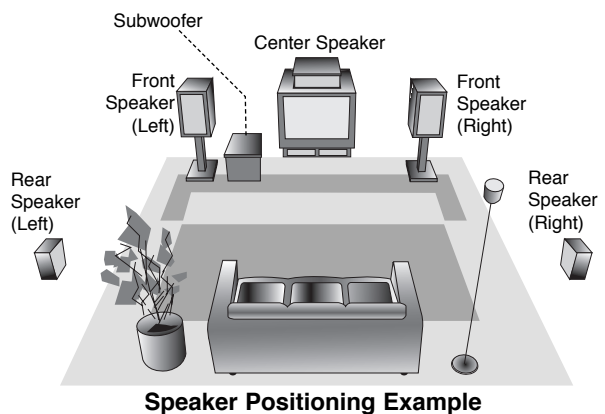 Subwoofer
Center Speaker
Front
Speaker
(Left)
Front
Speaker
(Right)
Rear
Speaker
(Left)
Rear
Speaker
(Right)
Speaker Positioning Example